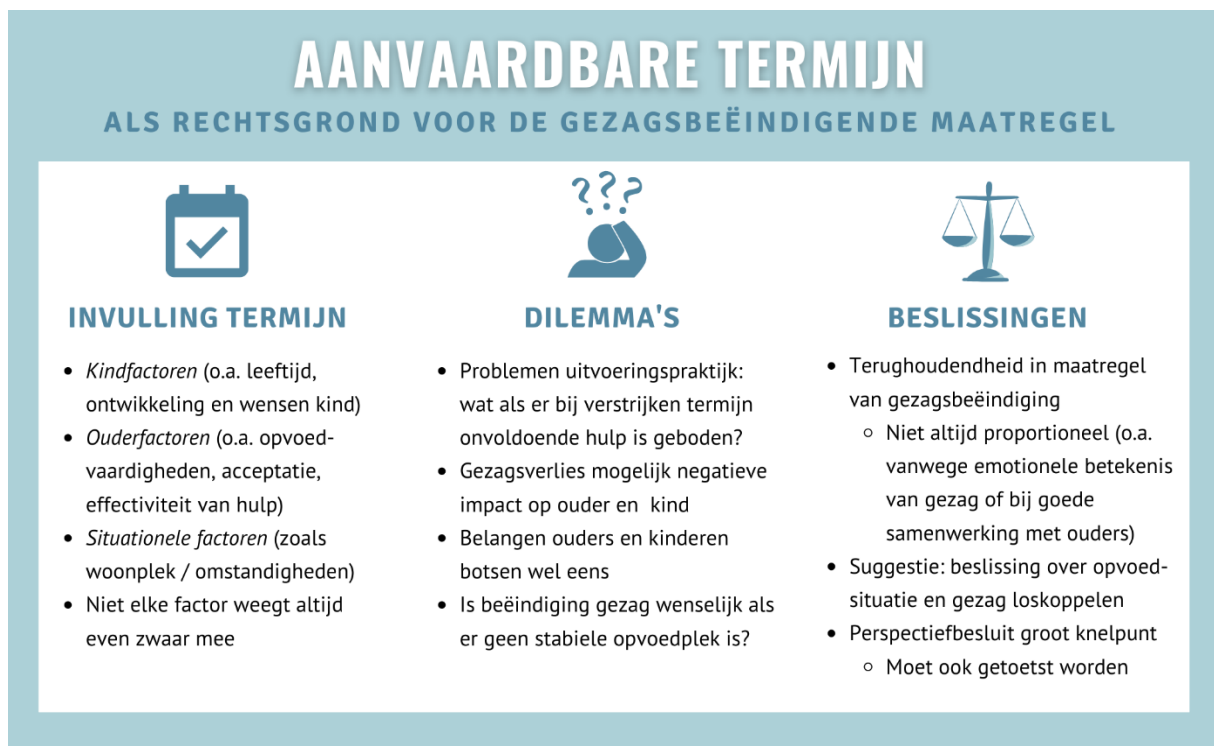 AANVAARDBARE TERMIJN
ALS RECHTSGROND VOOR DE GEZAGSBEËINDIGENDE MAATREGEL
???
INVULLING TERMIJN
• Kindfactoren (o.a. leeftijd,
ontwikkeling en wensen kind)
• Ouderfactoren (o.a. opvoed-
vaardigheden, acceptatie,
effectiviteit van hulp)
• Situationele factoren (zoals
woonplek / omstandigheden)
• Niet elke factor weegt altijd
even zwaar mee
DILEMMA'S
• Problemen uitvoeringspraktijk:
wat als er bij verstrijken termijn
onvoldoende hulp is geboden?
• Gezagsverlies mogelijk negatieve
impact op ouder en kind
• Belangen ouders en kinderen
botsen wel eens
• Is beëindiging gezag wenselijk als
er geen stabiele opvoedplek is?
BESLISSINGEN
• Terughoudendheid in maatregel
van gezagsbeëindiging
◦ Niet altijd proportioneel (o.a.
vanwege emotionele betekenis
van gezag of bij goede
samenwerking met ouders)
• Suggestie: beslissing over opvoed-
situatie en gezag loskoppelen
• Perspectiefbesluit groot knelpunt
◦ Moet ook getoetst worden